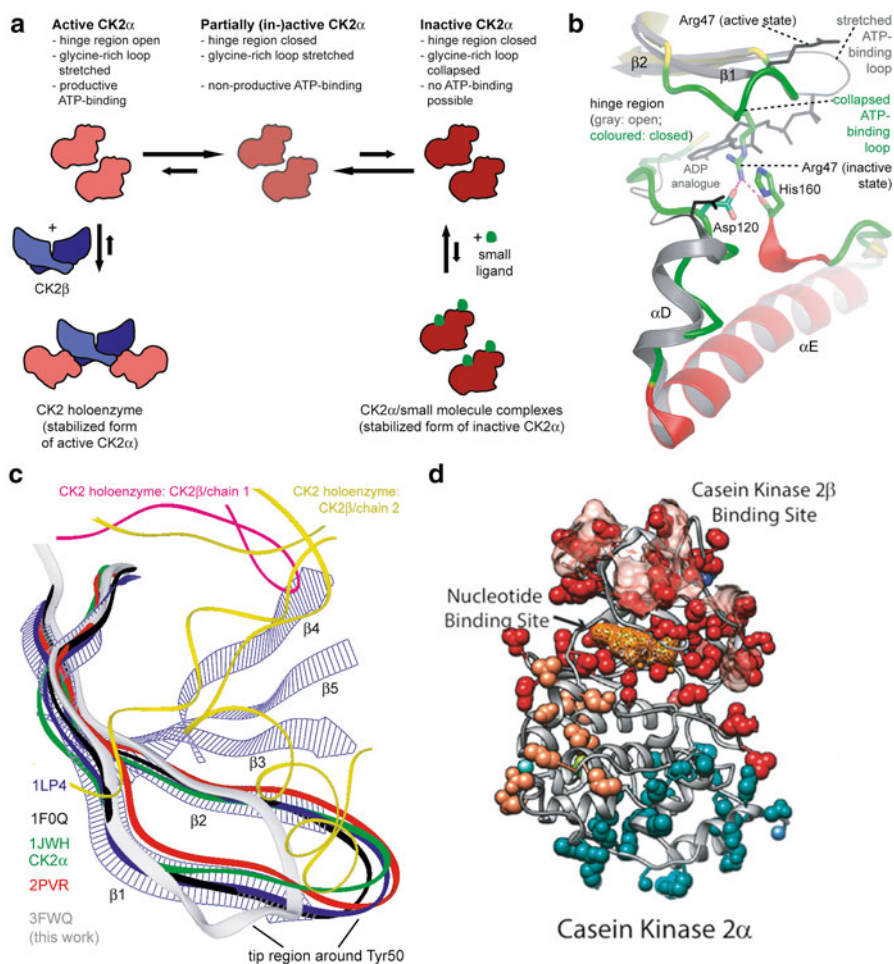 a
Active CK2α
- hinge region open
- glycine-rich loop
stretched
- productive
ATP-binding
Partially (in-)active CK2α
- hinge region closed
- glycine-rich loop stretched
- non-productive ATP-binding
Inactive CK2α
- hinge region closed
- glycine-rich loop
collapsed
- no ATP-binding
possible
+
CK2β
+
small
ligand
CK2 holoenzyme
(stabilized form
of active CK2α)
CK2α/small molecule complexes
(stabilized form of inactive CK2α)
b
Arg47 (active state)
stretched
ATP-
binding
loop
β2
β1
hinge region
(gray: open;
coloured: closed)
collapsed
ATP-
binding
loop
ADP
analogue
Arg47 (inactive
state)
His160
Asp120
αD
αE
c
CK2 holoenzyme: CK2β/chain 1
CK2 holoenzyme:
CK2β/chain 2
β4
β5
β3
β2
β1
1LP4
1F0Q
1JWH
CK2α
2PVR
3FWQ
(this work)
tip region around Tyr50
d
Casein Kinase 2β
Binding Site
Nucleotide
Binding Site
Casein Kinase 2α